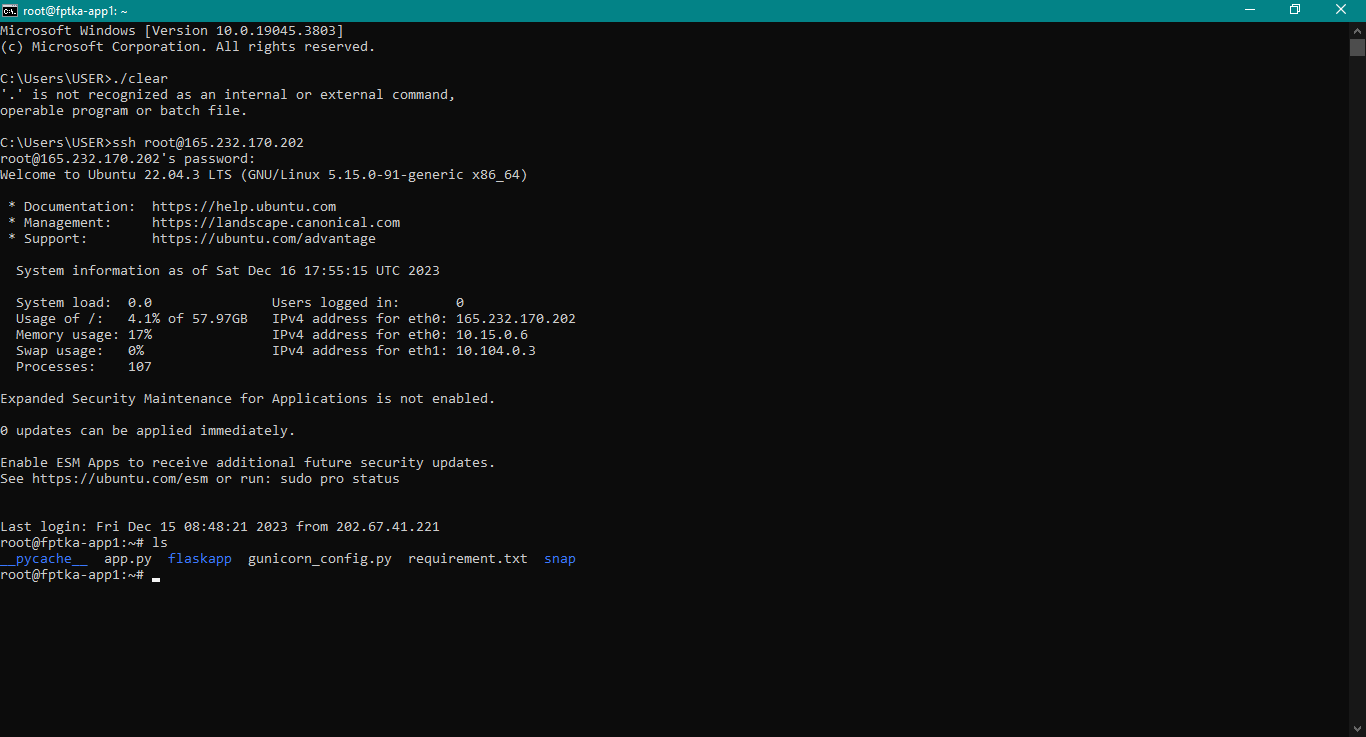 root@fptka-app1: ~
Microsoft Windows [Version 10.0.19045.3803]
(c) Microsoft Corporation. All rights reserved.
C:\Users\USER>./clear
'.' is not recognized as an internal or external command,
operable program or batch file.
C:\Users\USER>ssh root@165.232.170.202
root@165.232.170.202's password:
Welcome to Ubuntu 22.04.3 LTS (GNU/Linux 5.15.0-91-generic x86_64)
* Documentation:  https://help.ubuntu.com
* Management:     https://landscape.canonical.com
* Support:        https://ubuntu.com/advantage
System information as of Sat Dec 16 17:55:15 UTC 2023
System load:  0.0               Users logged in:       0
Usage of /:   4.1% of 57.97GB   IPv4 address for eth0: 165.232.170.202
Memory usage: 17%               IPv4 address for eth0: 10.15.0.6
Swap usage:   0%                IPv4 address for eth1: 10.104.0.3
Processes:    107
Expanded Security Maintenance for Applications is not enabled.
0 updates can be applied immediately.
Enable ESM Apps to receive additional future security updates.
See https://ubuntu.com/esm or run: sudo pro status
Last login: Fri Dec 15 08:48:21 2023 from 202.67.41.221
root@fptka-app1:~# ls
__pycache__  app.py  flaskapp  gunicorn_config.py  requirement.txt  snap
root@fptka-app1:~#